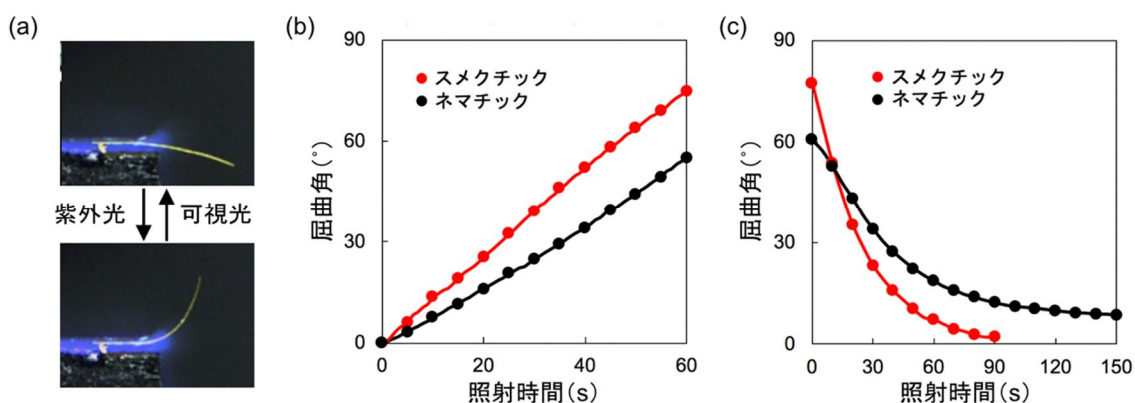 (a)
紫外光
可視光
(b)
90
60
30
0
屈曲角(°)
スメクチック
ネマチック
0
20
40
60
照射時間(s)
(c)
90
60
30
0
屈曲角(°)
スメクチック
ネマチック
0
30
60
90
120
150
照射時間(s)